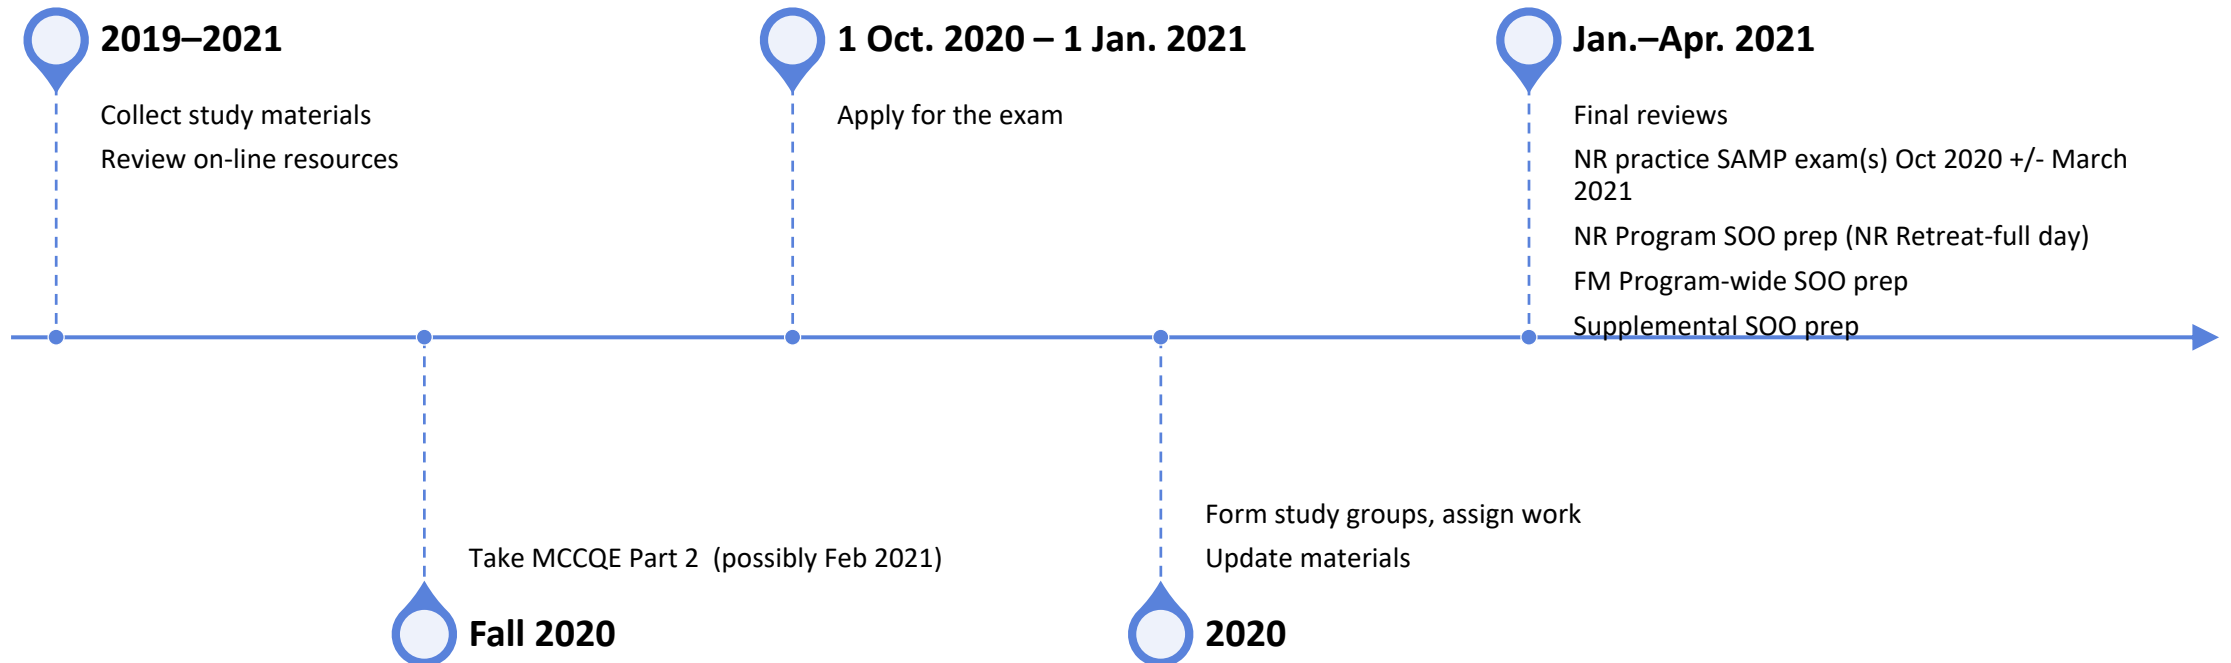 2019–2021
Collect study materials
Review on-line resources
Take MCCQE Part 2  (possibly Feb 2021)
Fall 2020
1 Oct. 2020 – 1 Jan. 2021
Apply for the exam
Form study groups, assign work
Update materials
2020
Jan.–Apr. 2021
Final reviews
NR practice SAMP exam(s) Oct 2020 +/- March
2021
NR Program SOO prep (NR Retreat-full day)
FM Program-wide SOO prep
Supplemental SOO prep